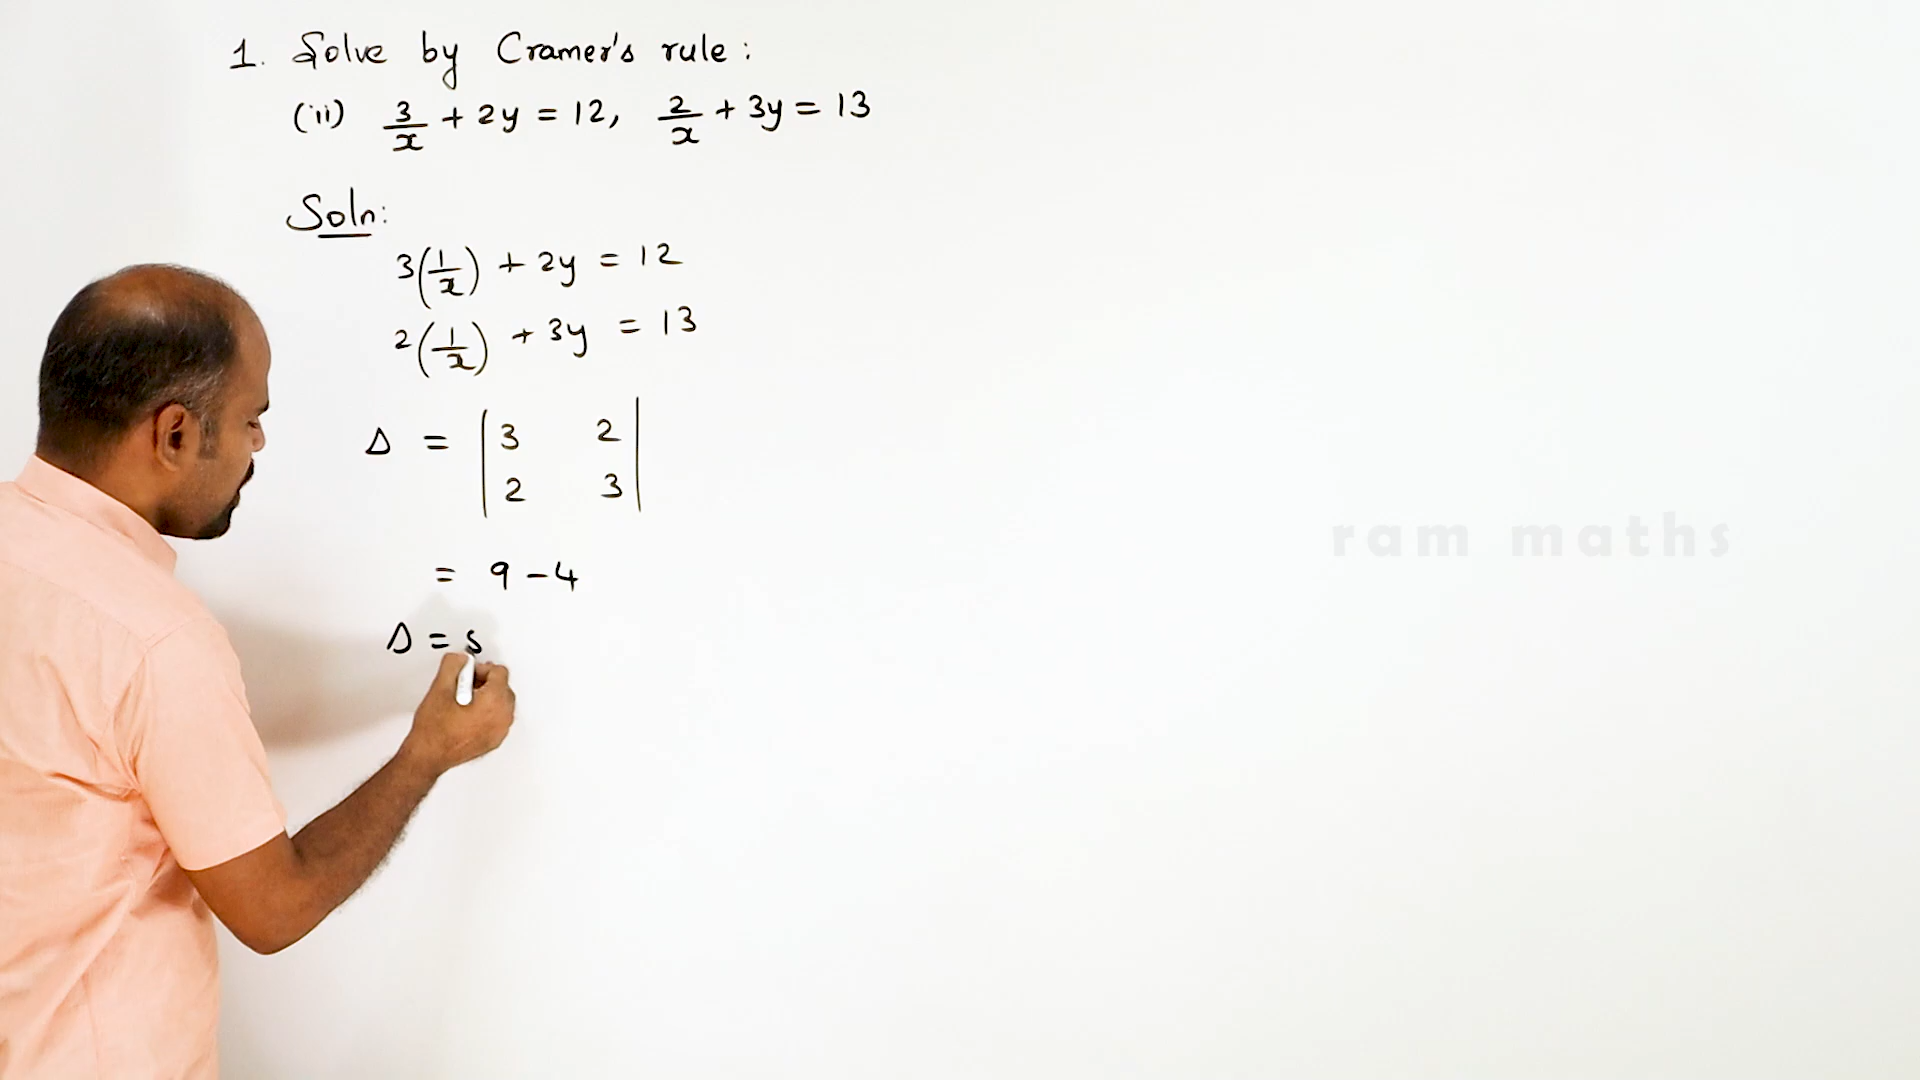 1. Solve by Cramer's rule:
(ii) 3/x + 2y = 12, 2/x + 3y = 13
Soln:
3(1/x) + 2y = 12
2(1/x) + 3y = 13
Δ = |3 2|
|2 3|
ram maths
= 9 - 4
Δ = 5